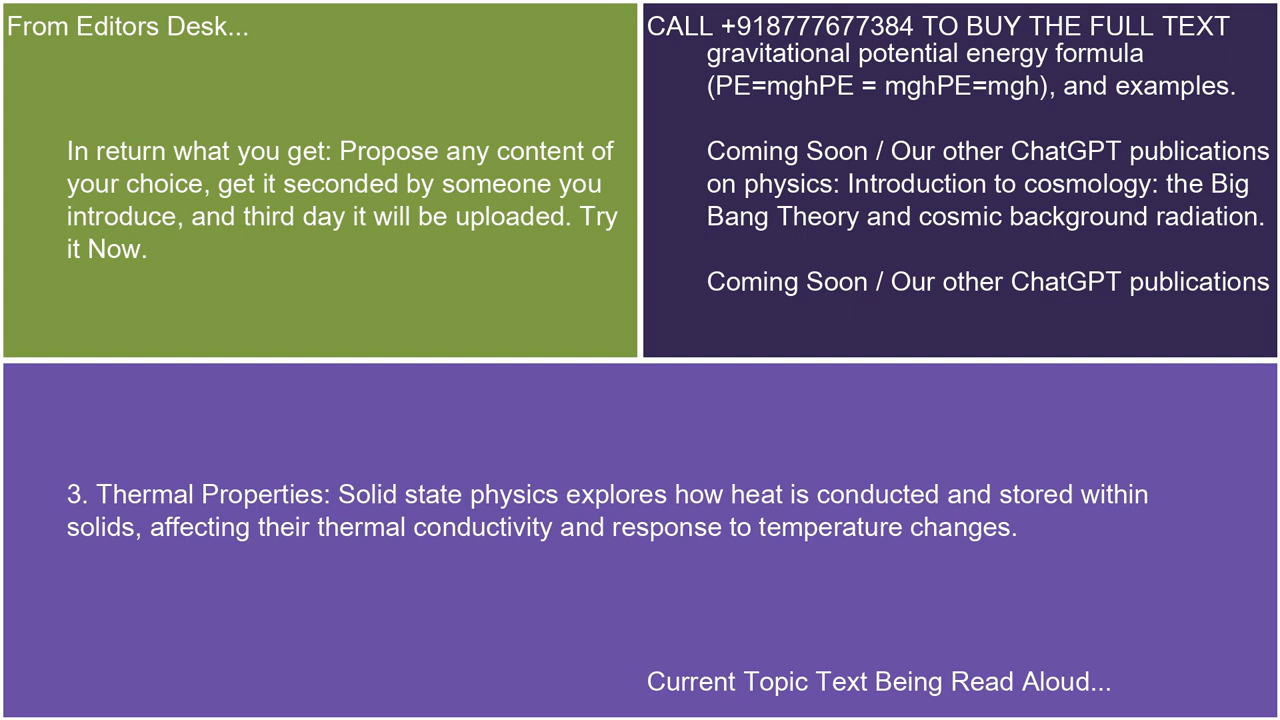 From Editors Desk...
In return what you get: Propose any content of
your choice, get it seconded by someone you
introduce, and third day it will be uploaded. Try
it Now.
CALL +918777677384 TO BUY THE FULL TEXT
gravitational potential energy formula
(PE=mghPE = mghPE=mgh), and examples.
Coming Soon / Our other ChatGPT publications
on physics: Introduction to cosmology: the Big
Bang Theory and cosmic background radiation.
Coming Soon / Our other ChatGPT publications
3. Thermal Properties: Solid state physics explores how heat is conducted and stored within
solids, affecting their thermal conductivity and response to temperature changes.
Current Topic Text Being Read Aloud...